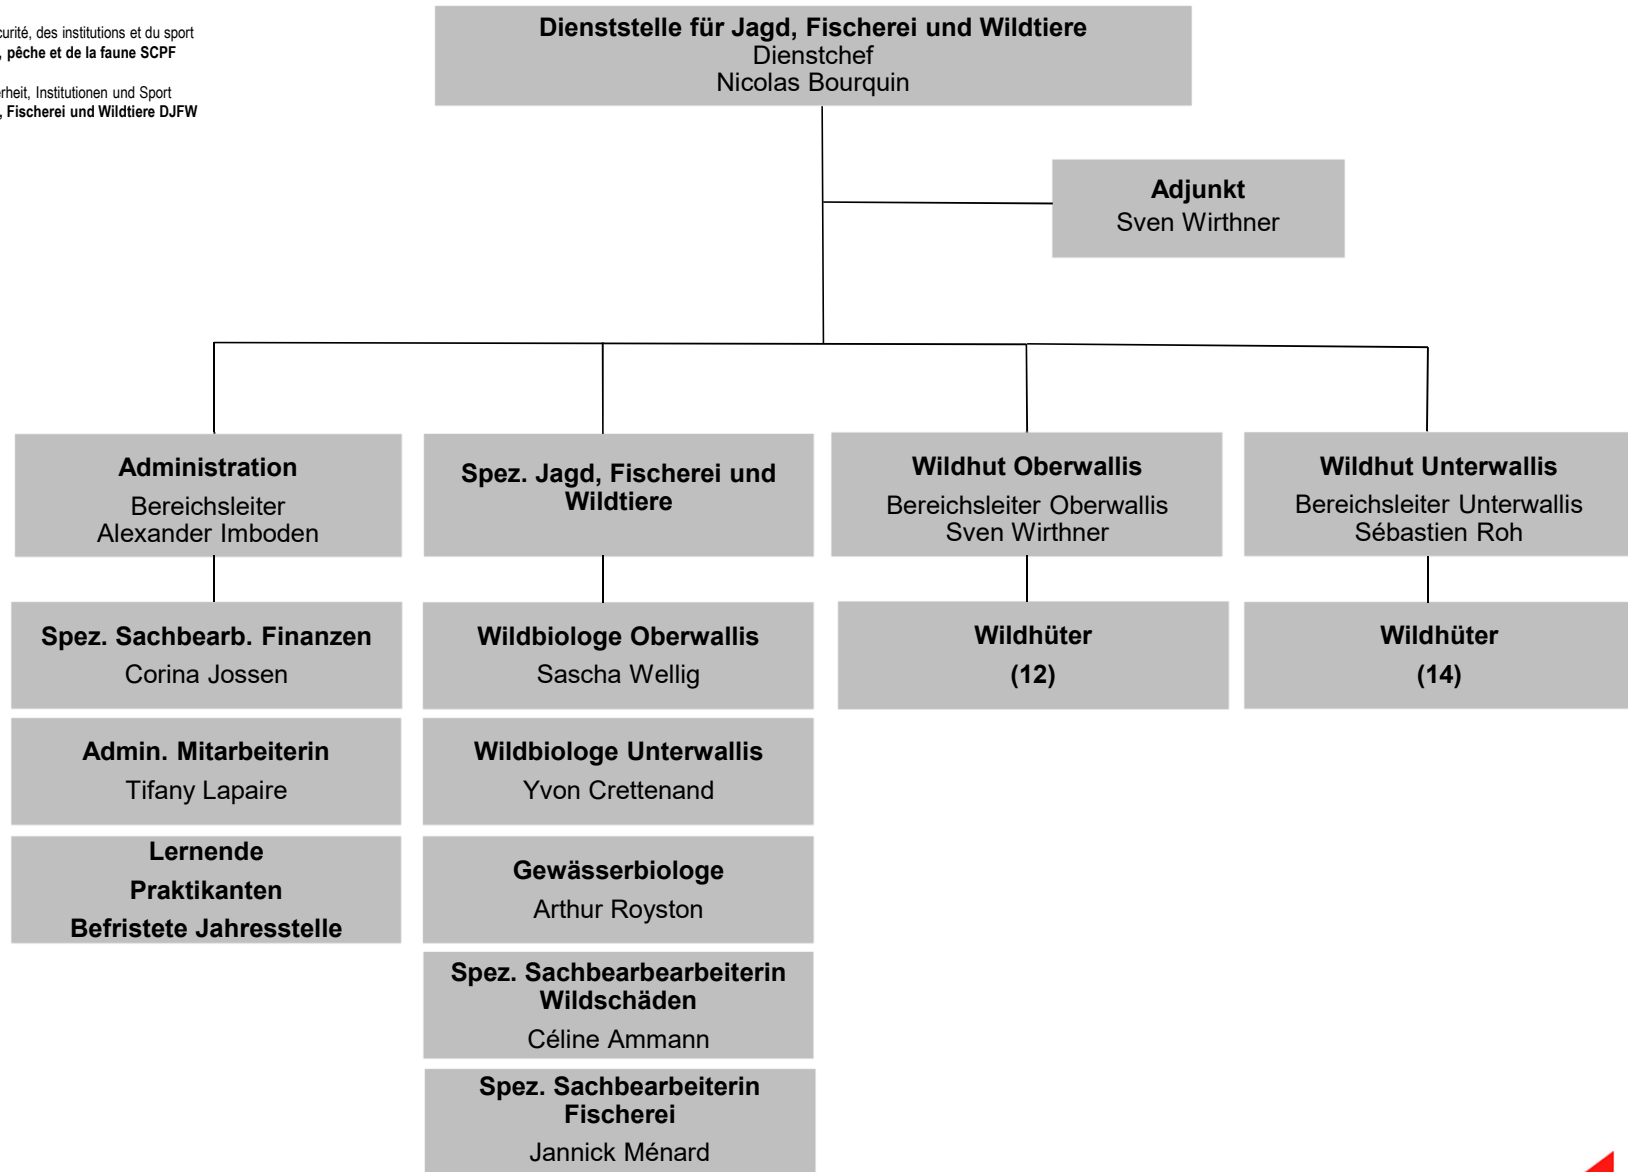 des institutions et du sport
pêche et de la faune SCPF
Institutionen und Sport
Fischerei und Wildtiere DJFW
Dienststelle für Jagd, Fischerei und Wildtiere
Dienstchef
Nicolas Bourquin
Adjunkt
Sven Wirthner
Administration
Bereichsleiter
Alexander Imboden
Spez. Sachbearb. Finanzen
Corina Jossen
Admin. Mitarbeiterin
Tifany Lapaire
Lernende
Praktikanten
Befristete Jahresstelle
Spez. Jagd, Fischerei und
Wildtiere
Wildbiologe Oberwallis
Sascha Wellig
Wildbiologe Unterwallis
Yvon Crettenand
Gewässerbiologe
Arthur Royston
Spez. Sachbearbearbeiterin
Wildschäden
Céline Ammann
Spez. Sachbearbeiterin
Fischerei
Jannick Ménard
Wildhut Oberwallis
Bereichsleiter Oberwallis
Sven Wirthner
Wildhüter
(12)
Wildhut Unterwallis
Bereichsleiter Unterwallis
Sébastien Roh
Wildhüter
(14)